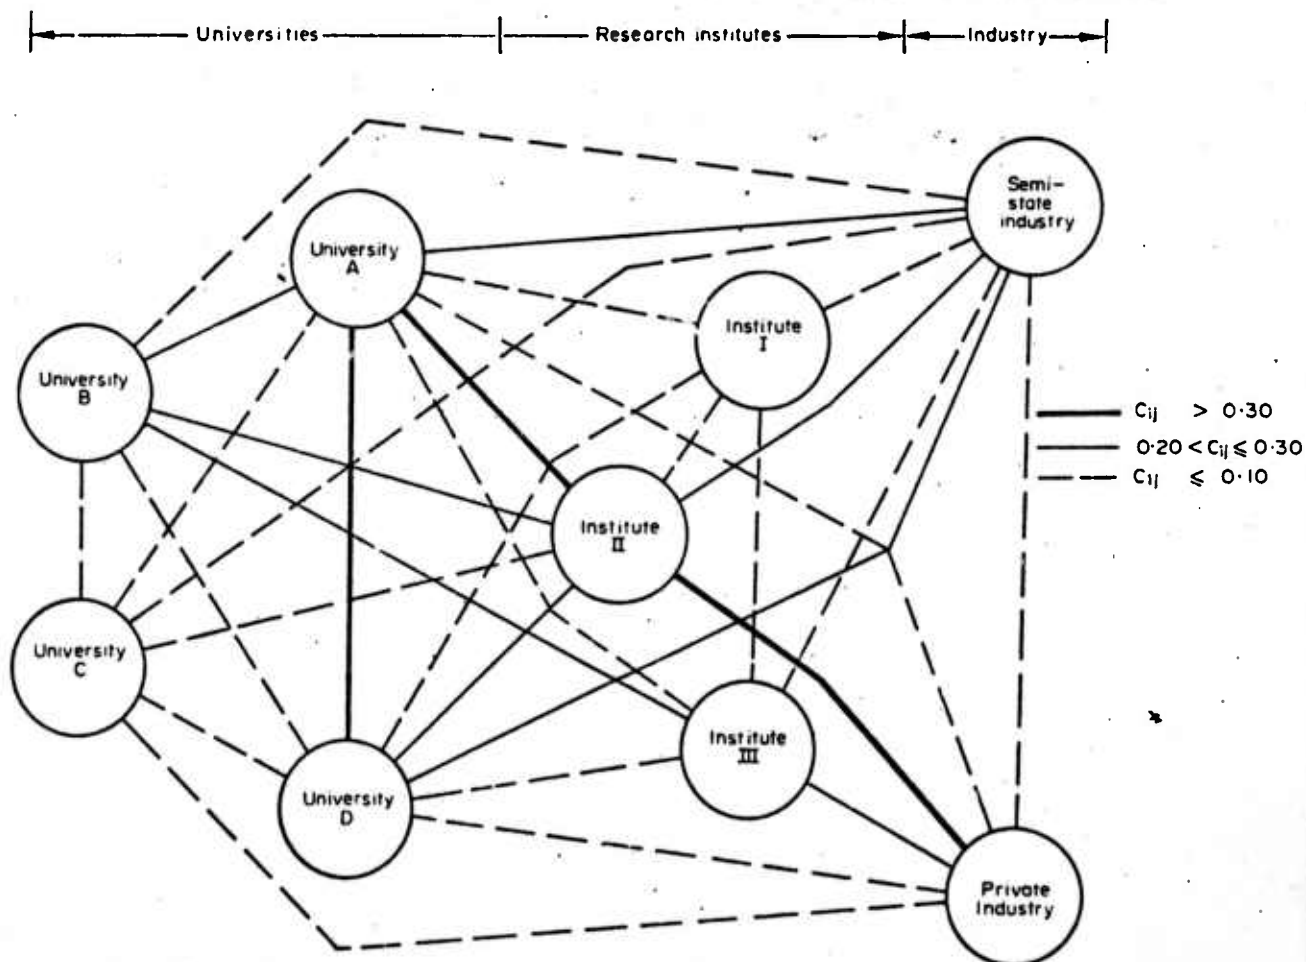 Universities Research institutes Industry
Semi-
state
industry
University
A
Institute
I
University
B
Cij > 0·30
0·20 < Cij ≤ 0·30
Cij ≤ 0·10
Institute
II
University
C
Institute
III
University
D
Private
Industry